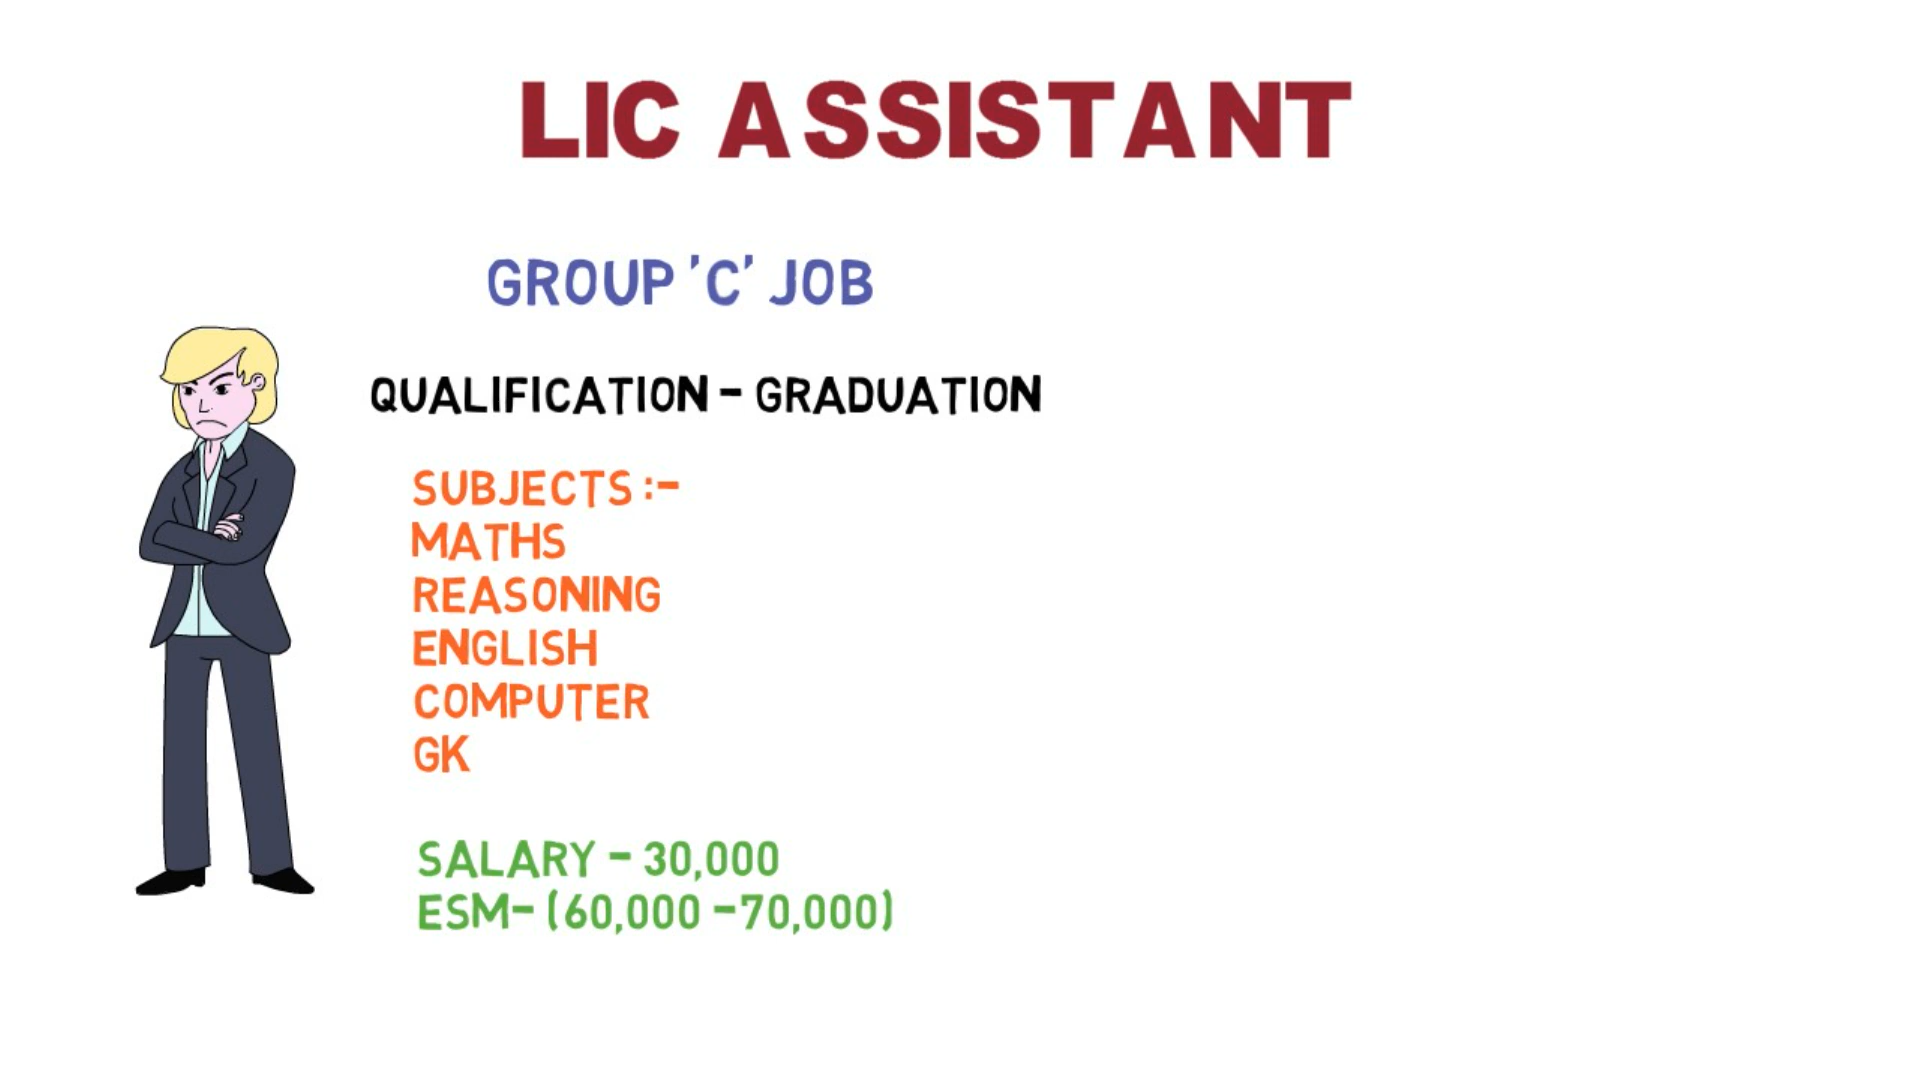 LIC ASSISTANT
GROUP 'C' JOB
QUALIFICATION - GRADUATION
SUBJECTS :-
MATHS
REASONING
ENGLISH
COMPUTER
GK
SALARY - 30,000
ESM- (60,000 -70,000)